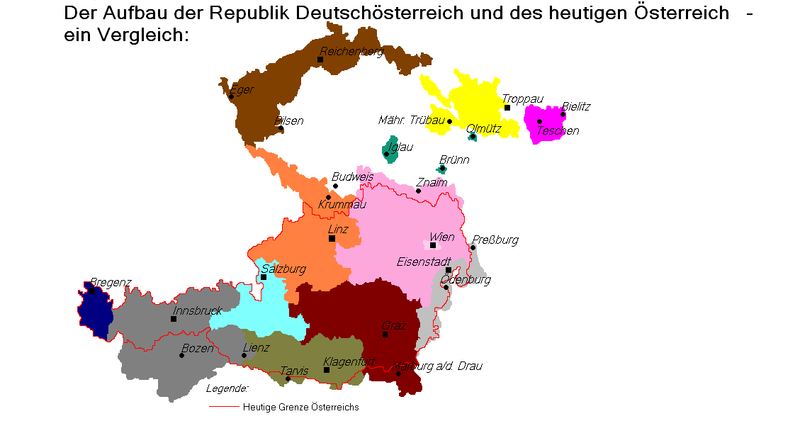 Der Aufbau der Republik Deutschösterreich und des heutigen Österreich -
ein Vergleich:
Reichenberg
Eger
Pilsen
Troppau
Bielitz
Mähr. Trübau
Olmütz
Teschen
Iglau
Brünn
Budweis
Znaim
Krummau
Linz
Wien
Preßburg
Eisenstadt
Salzburg
Ödenburg
Bregenz
Innsbruck
Graz
Bozen
Lienz
Klagenfurt
Marburg a/d. Drau
Tarvis
Legende:
Heutige Grenze Österreichs